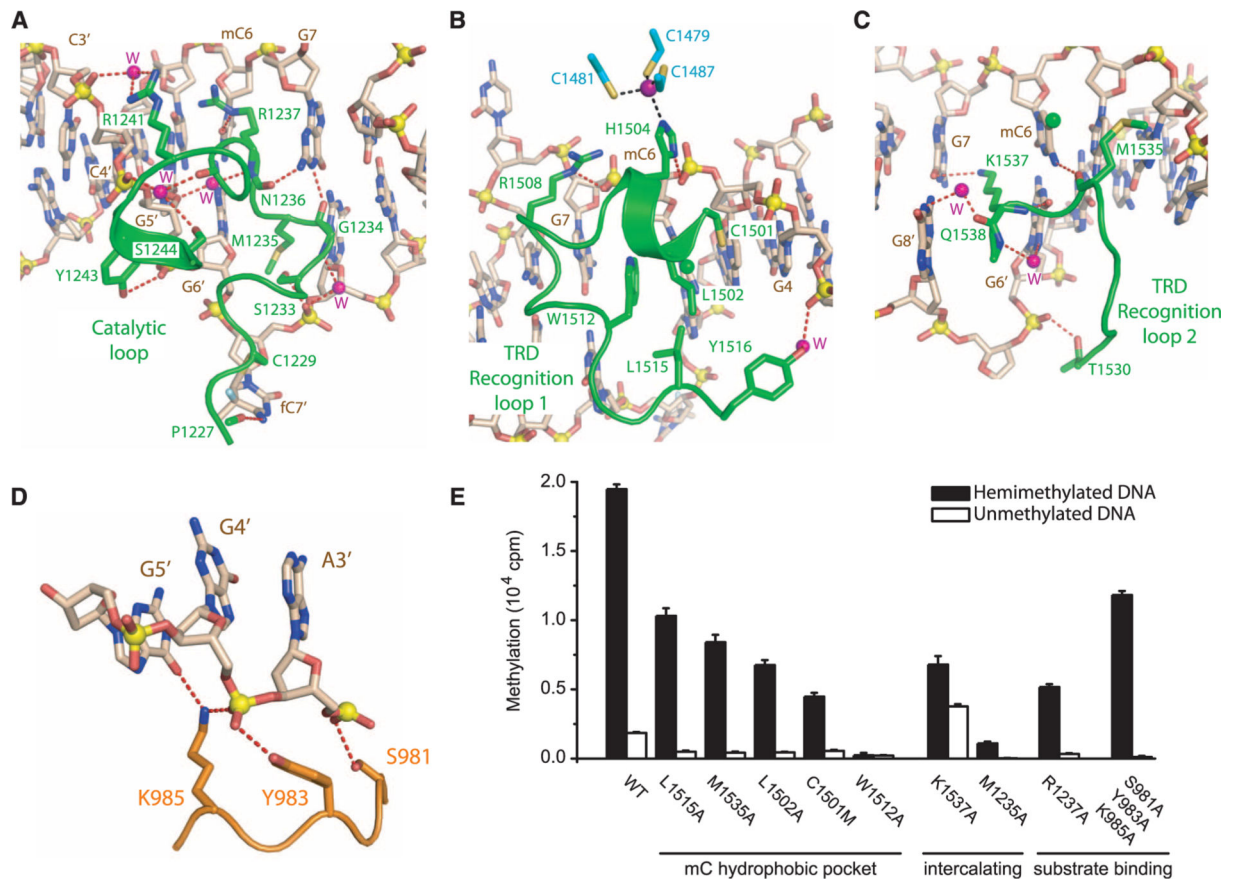 A
C3′
W
mC6
G7
R1241
R1237
C4′
W
W
N1236
G5′
M1235
G1234
S1244
Y1243
G6′
S1233
W
Catalytic
loop
C1229
fC7′
P1227
B
C1479
C1481
C1487
H1504
mC6
R1508
G7
C1501
G4
L1502
W1512
Y1516
W
L1515
TRD
Recognition
loop 1
C
G7
mC6
M1535
K1537
W
Q1538
G8′
W
G6′
TRD
Recognition
loop 2
T1530
D
G4′
G5′
A3′
S981
K985
Y983
E
Hemimethylated DNA
Unmethylated DNA
Methylation (10⁴ cpm)
2.0
1.5
1.0
0.5
0.0
WT
L1515A
M1535A
L1502A
C1501M
W1512A
K1537A
M1235A
R1237A
S981A
Y983A
K985A
mC hydrophobic pocket
intercalating
substrate binding